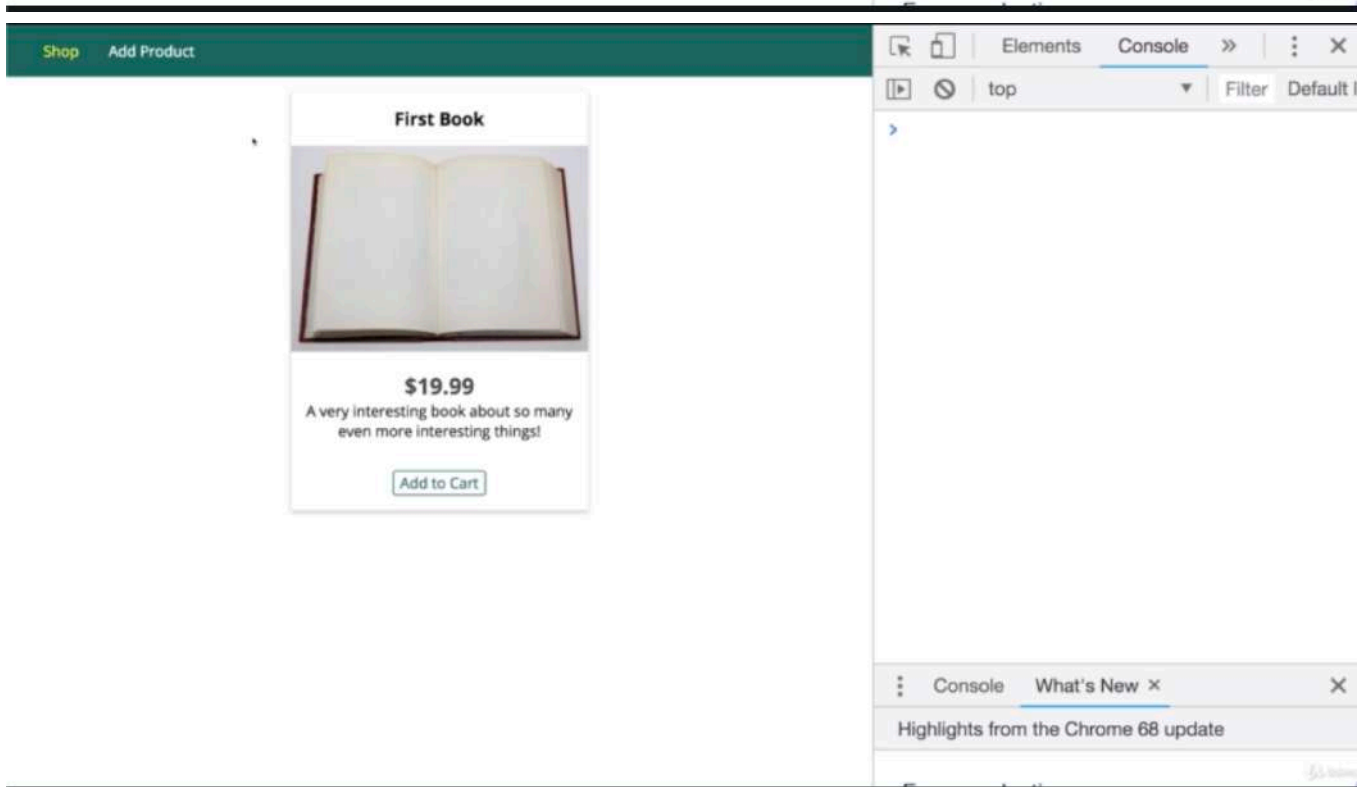 Shop Add Product
First Book
$19.99
A very interesting book about so many
even more interesting things!
Add to Cart
Elements Console »
top Filter Default
>
Console What's New ×
Highlights from the Chrome 68 update